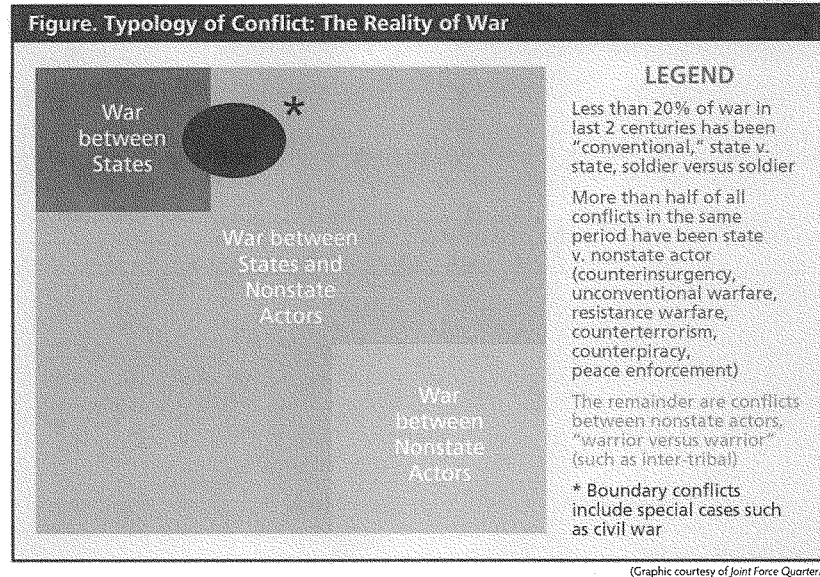 Figure. Typology of Conflict: The Reality of War
War
between
States
*
War between
States and
Nonstate
Actors
War
between
Nonstate
Actors
LEGEND
Less than 20% of war in
last 2 centuries has been
"conventional," state v.
state, soldier versus soldier
More than half of all
conflicts in the same
period have been state
v. nonstate actor
(counterinsurgency,
unconventional warfare,
resistance warfare,
counterterrorism,
counterpiracy,
peace enforcement)
The remainder are conflicts
between nonstate actors,
"warrior versus warrior"
(such as inter-tribal)
* Boundary conflicts
include special cases such
as civil war
(Graphic courtesy of Joint Force